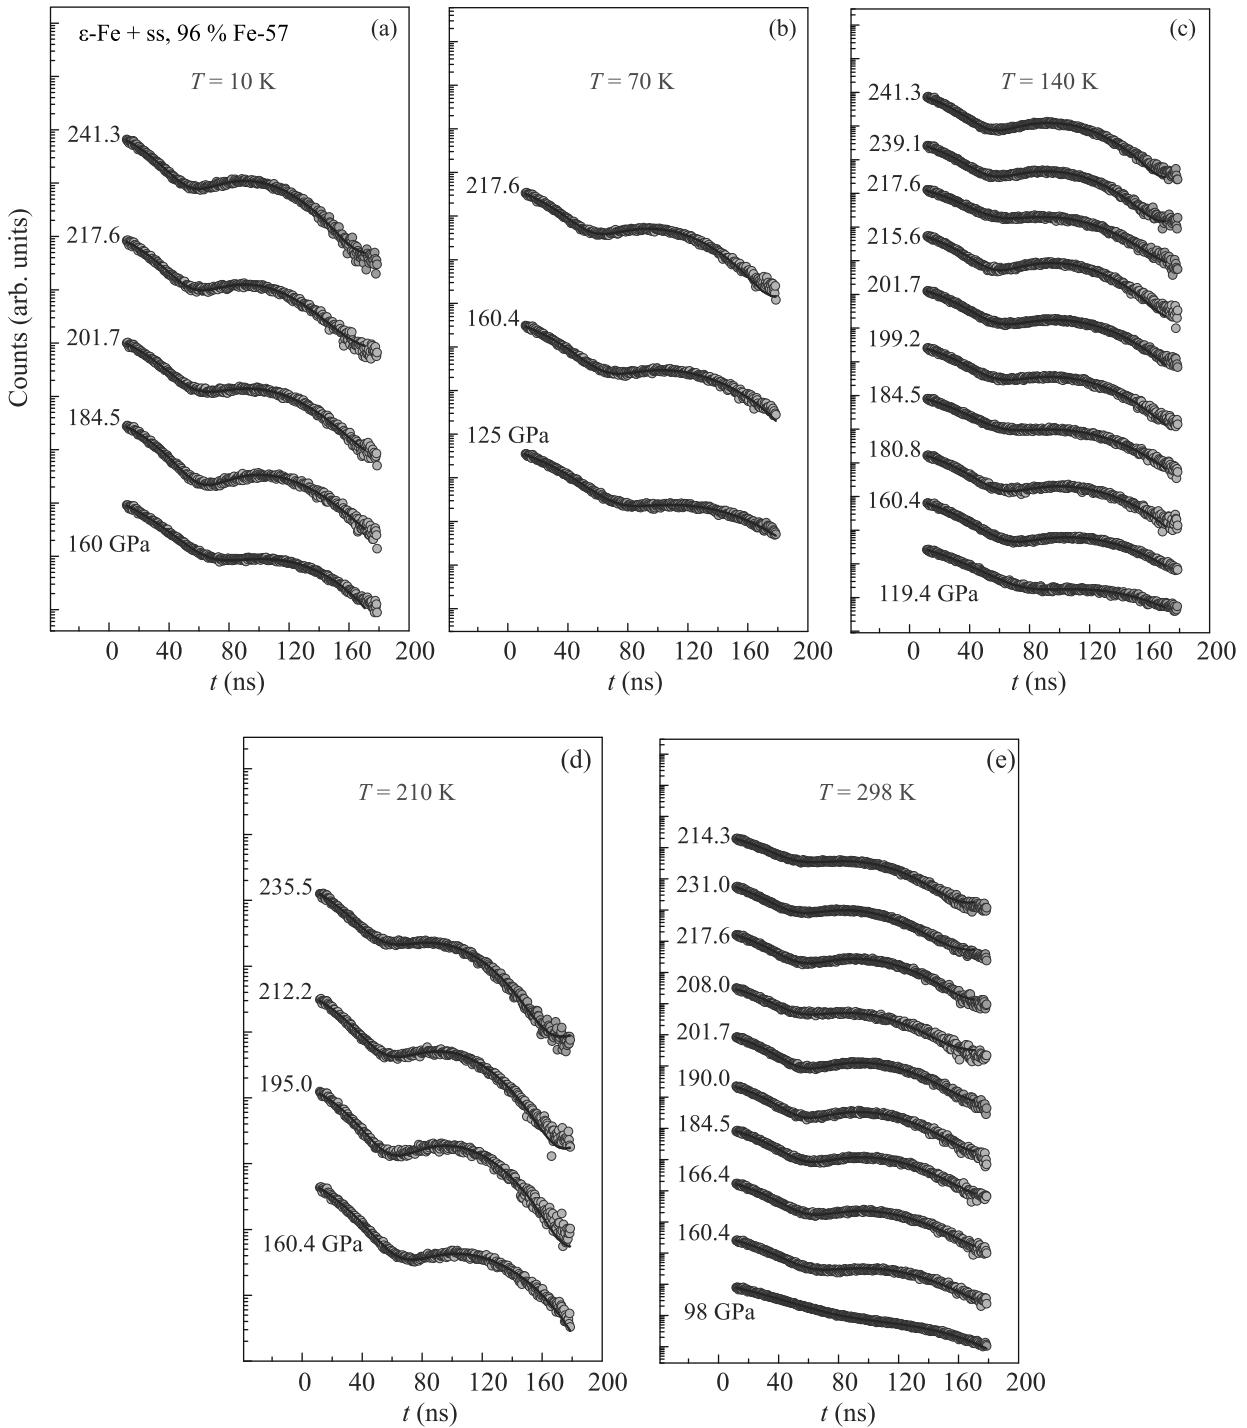 ε-Fe + ss, 96 % Fe-57
(a)
T = 10 K
241.3
217.6
201.7
184.5
160 GPa
Counts (arb. units)
0 40 80 120 160 200
t (ns)
(b)
T = 70 K
217.6
160.4
125 GPa
0 40 80 120 160 200
t (ns)
(c)
T = 140 K
241.3
239.1
217.6
215.6
201.7
199.2
184.5
180.8
160.4
119.4 GPa
0 40 80 120 160 200
t (ns)
(d)
T = 210 K
235.5
212.2
195.0
160.4 GPa
0 40 80 120 160 200
t (ns)
(e)
T = 298 K
214.3
231.0
217.6
208.0
201.7
190.0
184.5
166.4
160.4
98 GPa
0 40 80 120 160 200
t (ns)